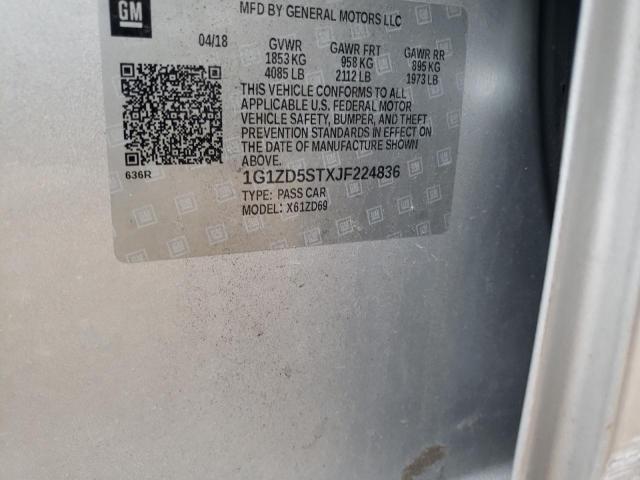 GM
MFD BY GENERAL MOTORS LLC
04/18 GVWR GAWR FRT GAWR RR
1853 KG 958 KG 895 KG
4085 LB 2112 LB 1973 LB
THIS VEHICLE CONFORMS TO ALL
APPLICABLE U.S. FEDERAL MOTOR
VEHICLE SAFETY, BUMPER, AND THEFT
PREVENTION STANDARDS IN EFFECT ON
THE DATE OF MANUFACTURE SHOWN
ABOVE.
636R
1G1ZD5STXJF224836
TYPE: PASS CAR
MODEL: X61ZD69